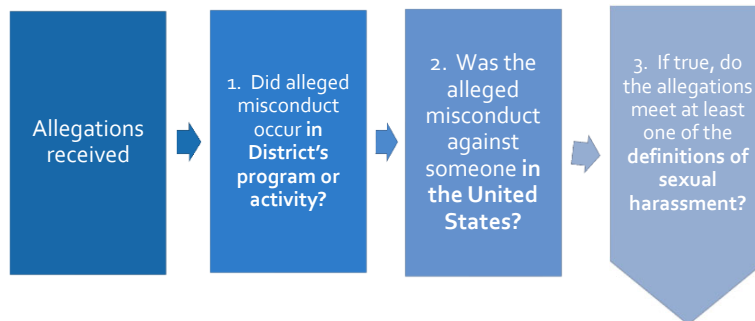 Allegations
received
1. Did alleged
misconduct
occur in
District's
program or
activity?
2. Was the
alleged
misconduct
against
someone in
the United
States?
3. If true, do
the allegations
meet at least
one of the
definitions of
sexual
harassment?